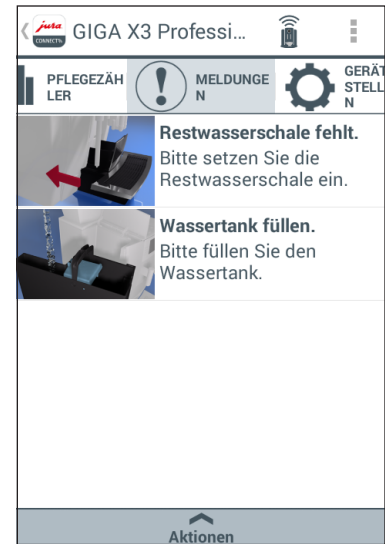 jura
CONNECT
GIGA X3 Professi...
PFLEGEZÄH
LER
MELDUNGE
N
GERÄT
STELL
N
Restwasserschale fehlt.
Bitte setzen Sie die
Restwasserschale ein.
Wassertank füllen.
Bitte füllen Sie den
Wassertank.
Aktionen